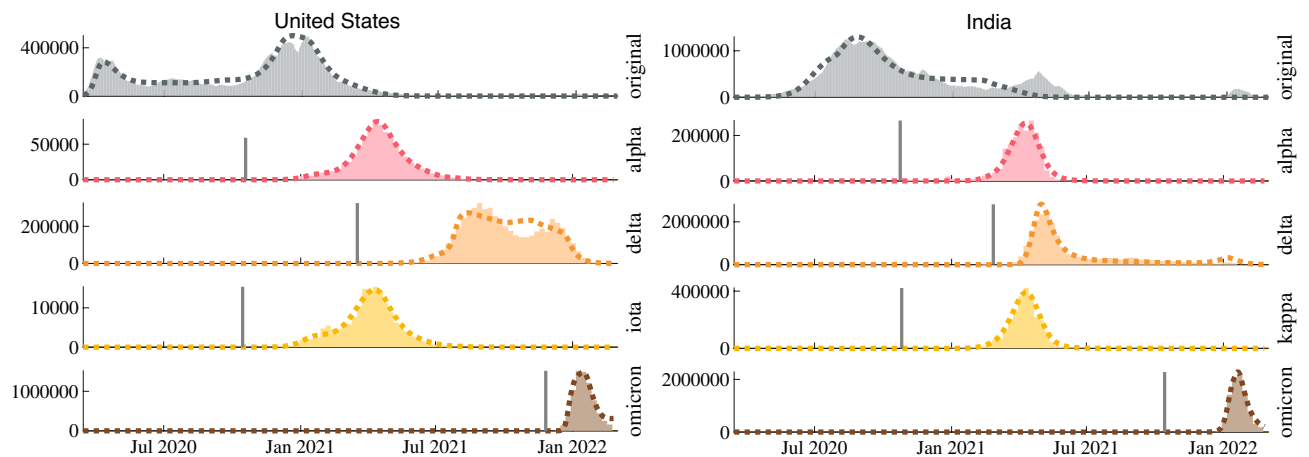 United States
400000
0
original
50000
0
alpha
200000
0
delta
10000
0
iota
1000000
0
omicron
Jul 2020 Jan 2021 Jul 2021 Jan 2022
India
1000000
0
original
200000
0
alpha
2000000
0
delta
400000
0
kappa
2000000
0
omicron
Jul 2020 Jan 2021 Jul 2021 Jan 2022